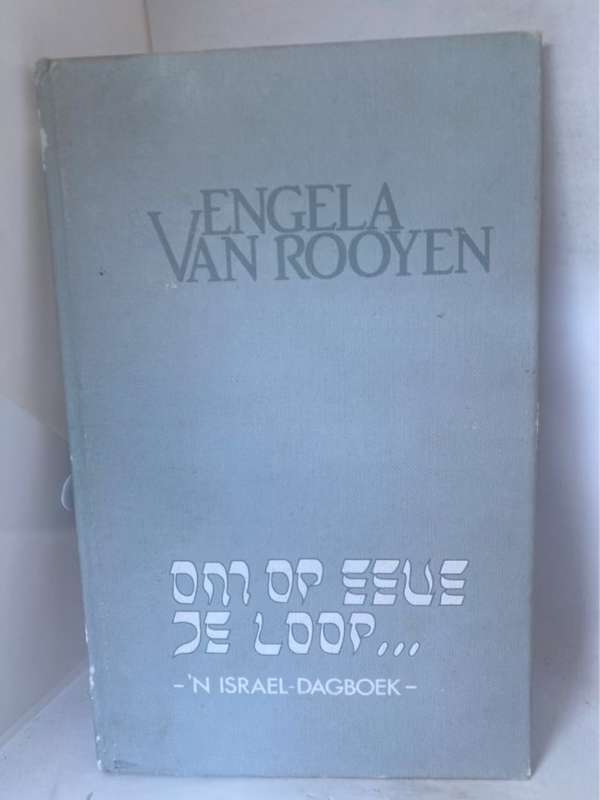 ENGELA
VAN ROOYEN
OM OP EEUE
TE LOOP...
- 'N ISRAEL-DAGBOEK -